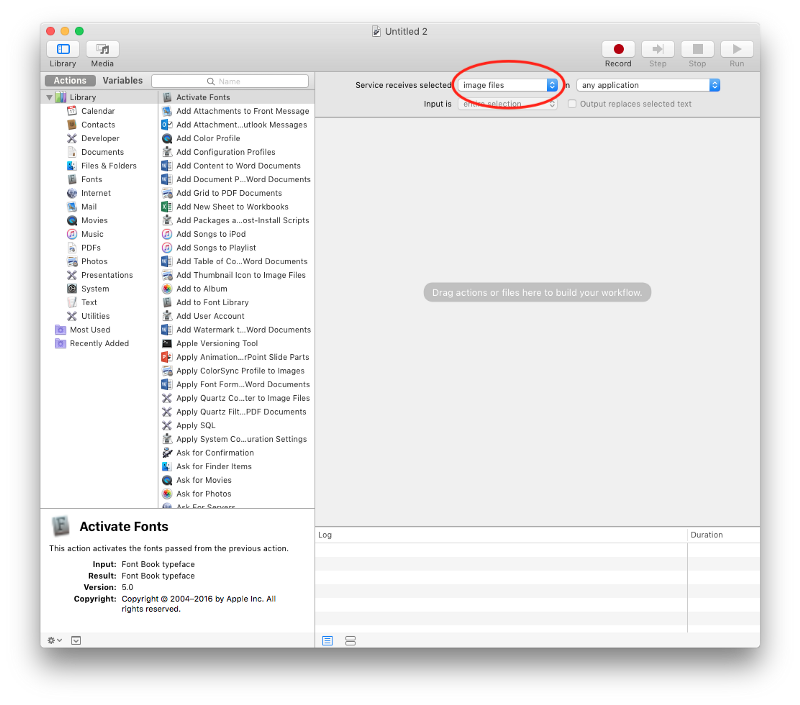 Untitled 2
Library
Media
Record
Step
Stop
Run
Actions
Variables
Name
Service receives selected
image files
n
any application
Input is
entire selection
Output replaces selected text
Library
Calendar
Contacts
Developer
Documents
Files & Folders
Fonts
Internet
Mail
Movies
Music
PDFs
Photos
Presentations
System
Text
Utilities
Most Used
Recently Added
Activate Fonts
Add Attachments to Front Message
Add Attachment...utlook Messages
Add Color Profile
Add Configuration Profiles
Add Content to Word Documents
Add Document P...Word Documents
Add Grid to PDF Documents
Add New Sheet to Workbooks
Add Packages a...ost-Install Scripts
Add Songs to iPod
Add Songs to Playlist
Add Table of Co...Word Documents
Add Thumbnail Icon to Image Files
Add to Album
Add to Font Library
Add User Account
Add Watermark t...Word Documents
Apple Versioning Tool
Apply Animation...rPoint Slide Parts
Apply ColorSync Profile to Images
Apply Font Form...Word Documents
Apply Quartz Co...ter to Image Files
Apply Quartz Filt...PDF Documents
Apply SQL
Apply System Co...uration Settings
Ask for Confirmation
Ask for Finder Items
Ask for Movies
Ask for Photos
Ask For Servers
Drag actions or files here to build your workflow.
Activate Fonts
This action activates the fonts passed from the previous action.
Input: Font Book typeface
Result: Font Book typeface
Version: 5.0
Copyright: Copyright © 2004–2016 by Apple Inc. All
rights reserved.
Log
Duration